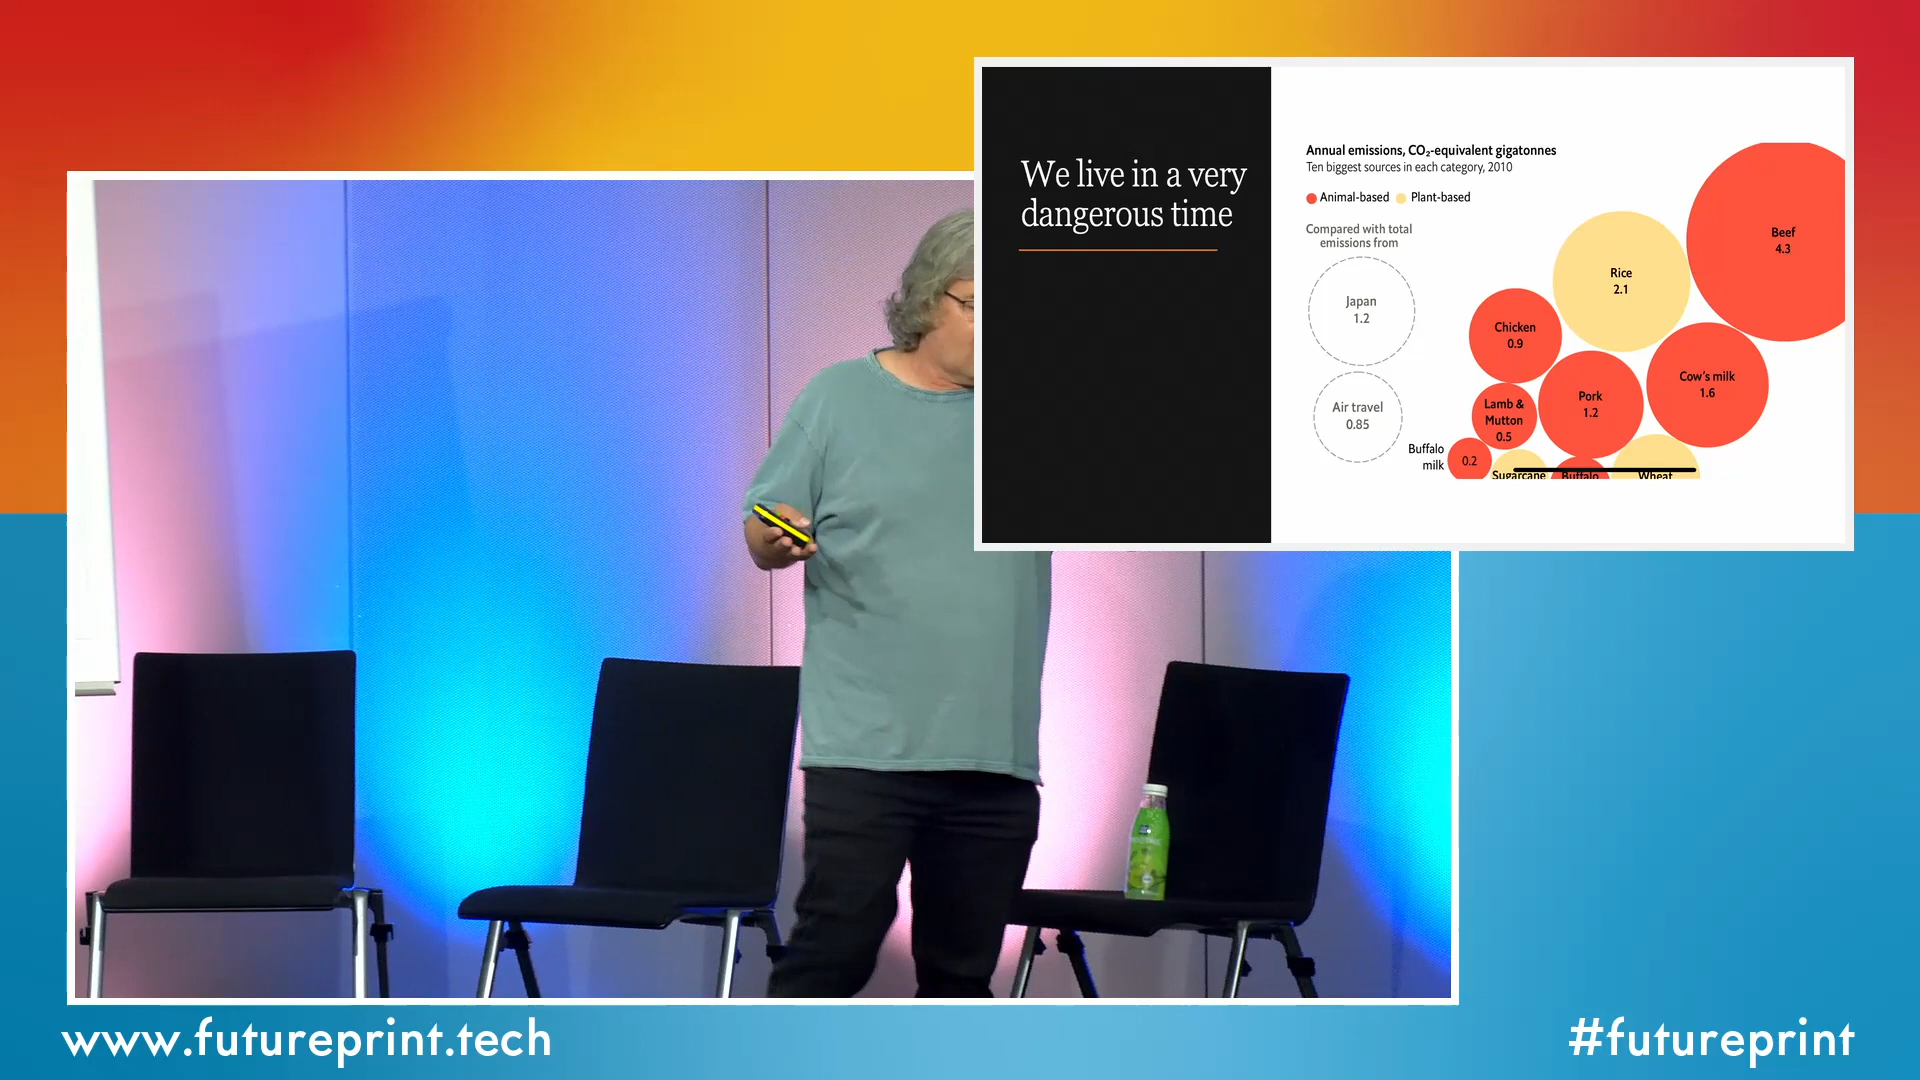 We live in a very
dangerous time
Annual emissions, CO₂-equivalent gigatonnes
Ten biggest sources in each category, 2010
Animal-based Plant-based
Compared with total
emissions from
Japan
1.2
Air travel
0.85
Beef
4.3
Rice
2.1
Chicken
0.9
Cow's milk
1.6
Pork
1.2
Lamb &
Mutton
0.5
Buffalo
milk
0.2
Sugarcane
Buffalo
Wheat
www.futureprint.tech
#futureprint